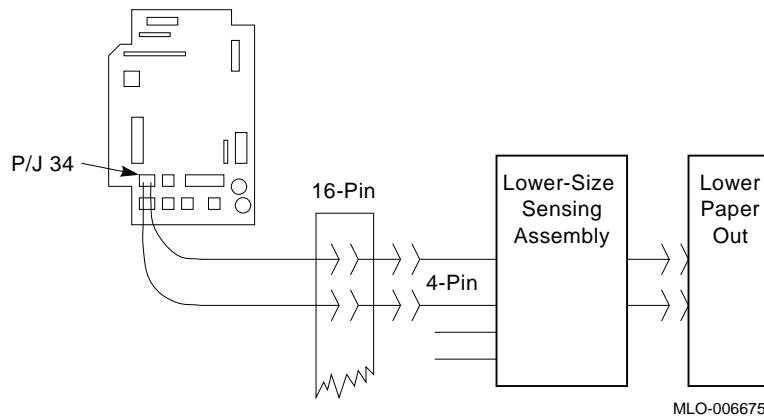 P/J 34
16-Pin
4-Pin
Lower-Size
Sensing
Assembly
Lower
Paper
Out
MLO-006675